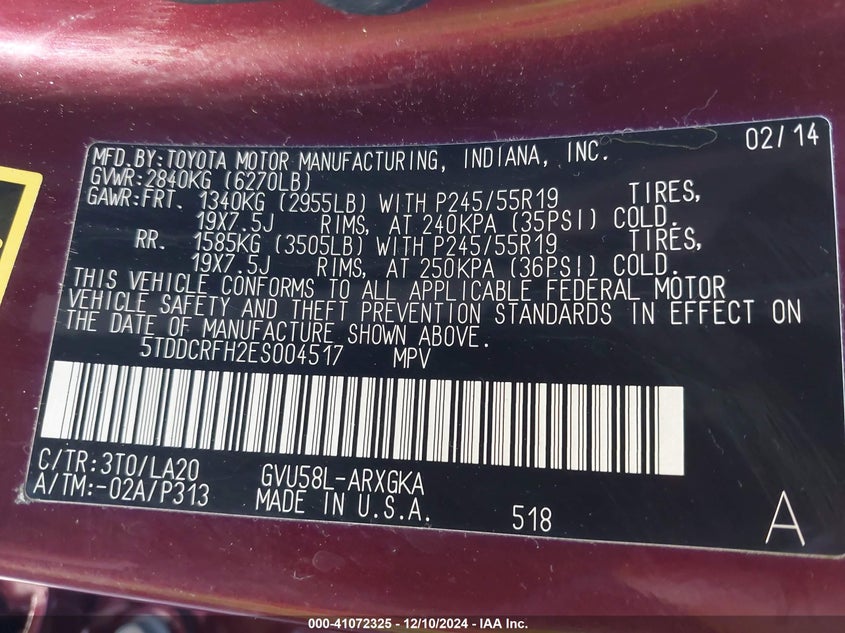 MFD.BY:TOYOTA MOTOR MANUFACTURING, INDIANA, INC. 02/14
GVWR:2840KG (6270LB)
GAWR:FRT. 1340KG (2955LB) WITH P245/55R19 TIRES,
19X7.5J RIMS, AT 240KPA (35PSI) COLD.
RR. 1585KG (3505LB) WITH P245/55R19 TIRES,
19X7.5J RIMS, AT 250KPA (36PSI) COLD.
THIS VEHICLE CONFORMS TO ALL APPLICABLE FEDERAL MOTOR
VEHICLE SAFETY AND THEFT PREVENTION STANDARDS IN EFFECT ON
THE DATE OF MANUFACTURE SHOWN ABOVE.
5TDDCRFH2ES004517 MPV
C/TR:3T0/LA20 GVU58L-ARXGKA
A/TM:-02A/P313 MADE IN U.S.A. 518 A
000-41072325 - 12/10/2024 - IAA Inc.